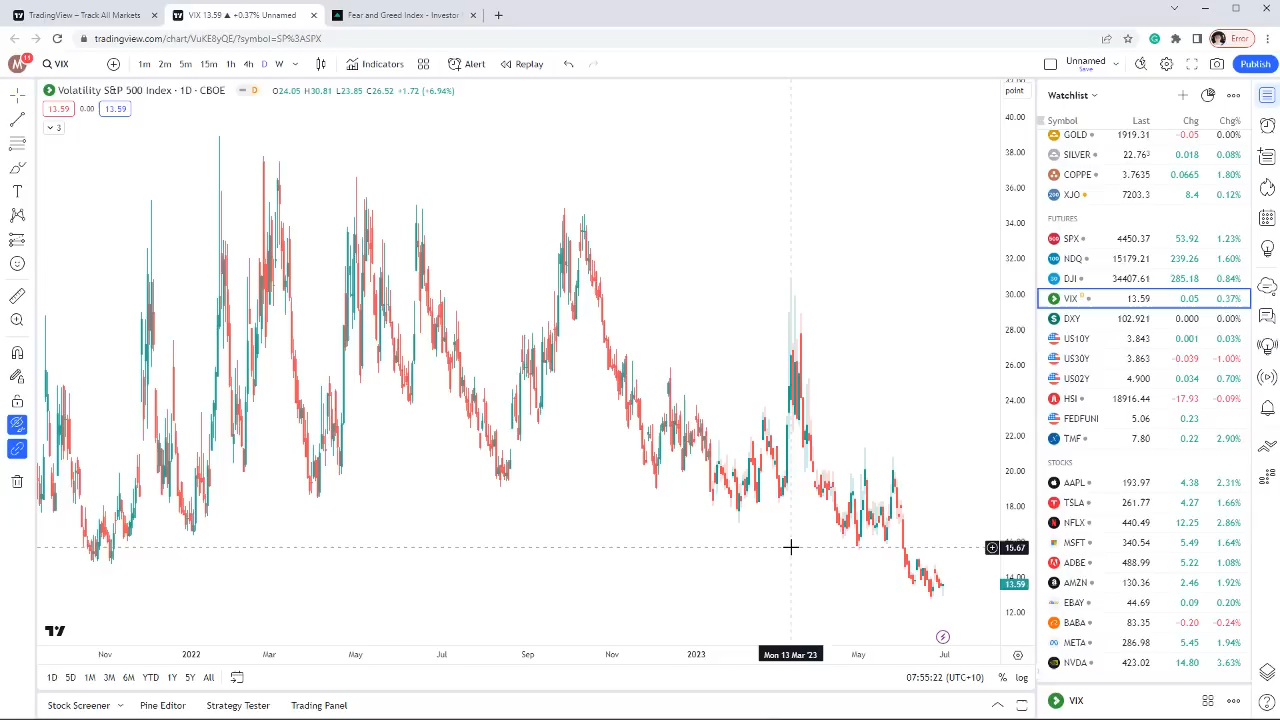 TradingView — Track All Markets
VIX 13.59 ▲ +0.37% Unnamed
Fear and Greed Index - Investo
tradingview.com/chart/VuKE8yQE/?symbol=SP%3ASPX
Error
11
M
VIX
1m 2m 5m 15m 1h 4h D W
Indicators
Alert
Replay
Unnamed
Save
Publish
Volatility S&P 500 Index · 1D · CBOE
D
O24.05 H30.81 L23.85 C26.52 +1.72 (+6.94%)
13.59 0.00 13.59
3
point
40.00
38.00
36.00
34.00
32.00
30.00
28.00
26.00
24.00
22.00
20.00
18.00
15.67
14.00
13.59
12.00
Nov 2022 Mar May Jul Sep Nov 2023 Mon 13 Mar '23 May Jul
1D 5D 1M 3M 6M YTD 1Y 5Y All
07:55:22 (UTC+10) % log
Stock Screener Pine Editor Strategy Tester Trading Panel
Watchlist
Symbol Last Chg Chg%
GOLD 1919.31 −0.05 0.00%
SILVER 22.763 0.018 0.08%
COPPE 3.7635 0.0665 1.80%
XJO 7203.3 8.4 0.12%
FUTURES
SPX 4450.37 53.92 1.23%
NDQ 15179.21 239.26 1.60%
DJI 34407.61 285.18 0.84%
VIX D 13.59 0.05 0.37%
DXY 102.921 0.000 0.00%
US10Y 3.843 0.001 0.03%
US30Y 3.863 −0.039 −1.00%
US02Y 4.900 0.034 0.70%
HSI 18916.44 −17.93 −0.09%
FEDFUNI 5.06 0.23
TMF 7.80 0.22 2.90%
STOCKS
AAPL 193.97 4.38 2.31%
TSLA 261.77 4.27 1.66%
NFLX 440.49 12.25 2.86%
MSFT 340.54 5.49 1.64%
ADBE 488.99 5.22 1.08%
AMZN 130.36 2.46 1.92%
EBAY 44.69 0.09 0.20%
BABA 83.35 −0.20 −0.24%
META 286.98 5.45 1.94%
NVDA 423.02 14.80 3.63%
VIX